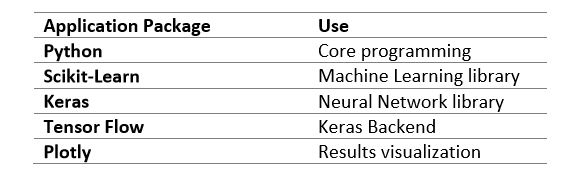 Application Package Use
Python Core programming
Scikit-Learn Machine Learning library
Keras Neural Network library
Tensor Flow Keras Backend
Plotly Results visualization